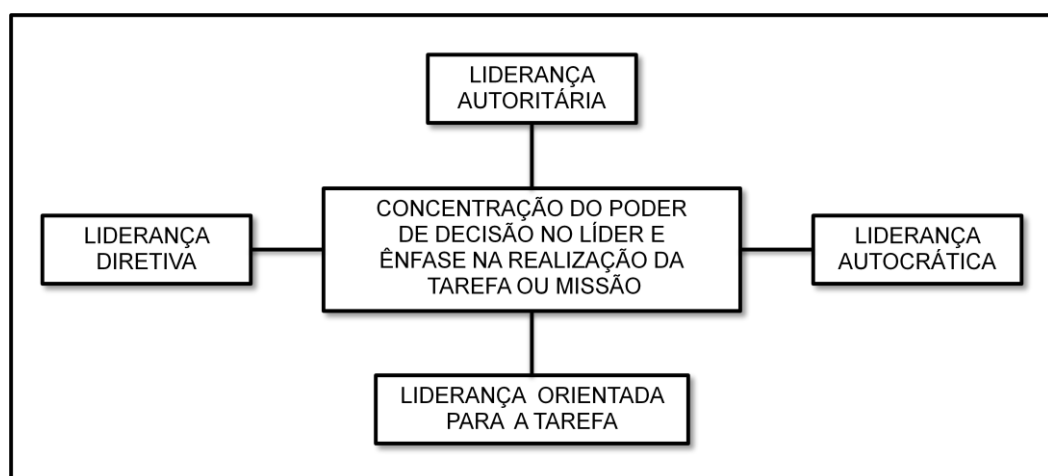 LIDERANÇA
AUTORITÁRIA
LIDERANÇA
DIRETIVA
CONCENTRAÇÃO DO PODER
DE DECISÃO NO LÍDER E
ÊNFASE NA REALIZAÇÃO DA
TAREFA OU MISSÃO
LIDERANÇA
AUTOCRÁTICA
LIDERANÇA ORIENTADA
PARA A TAREFA